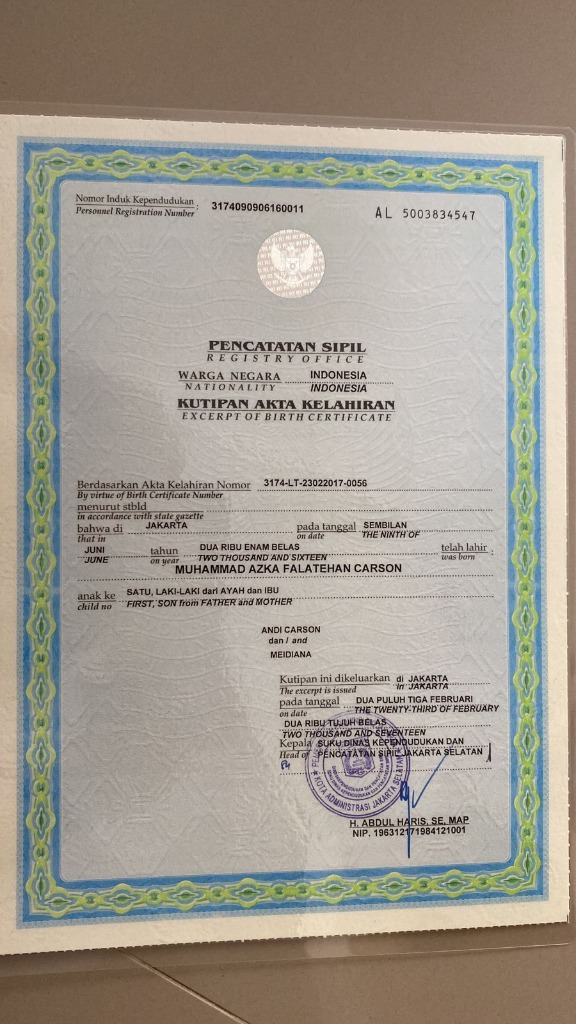 Nomor Induk Kependudukan : 3174090906160011
Personnel Registration Number
AL 5003834547
PENCATATAN SIPIL
REGISTRY OFFICE
WARGA NEGARA INDONESIA
NATIONALITY INDONESIA
KUTIPAN AKTA KELAHIRAN
EXCERPT OF BIRTH CERTIFICATE
Berdasarkan Akta Kelahiran Nomor 3174-LT-23022017-0056
By virtue of Birth Certificate Number
menurut stbld
in accordance with state gazette
bahwa di JAKARTA pada tanggal SEMBILAN
that in on date THE NINTH OF
JUNI tahun DUA RIBU ENAM BELAS telah lahir :
JUNE on year TWO THOUSAND AND SIXTEEN was born
MUHAMMAD AZKA FALATEHAN CARSON
anak ke SATU, LAKI-LAKI dari AYAH dan IBU
child no FIRST, SON from FATHER and MOTHER
ANDI CARSON
dan / and
MEIDIANA
Kutipan ini dikeluarkan di JAKARTA
The excerpt is issued in JAKARTA
pada tanggal DUA PULUH TIGA FEBRUARI
on date THE TWENTY-THIRD OF FEBRUARY
DUA RIBU TUJUH BELAS
TWO THOUSAND AND SEVENTEEN
Kepala SUKU DINAS KEPENDUDUKAN DAN
Head of PENCATATAN SIPIL JAKARTA SELATAN
KOTA ADMINISTRASI JAKARTA SELATAN
H. ABDUL HARIS, SE, MAP
NIP. 196312171984121001